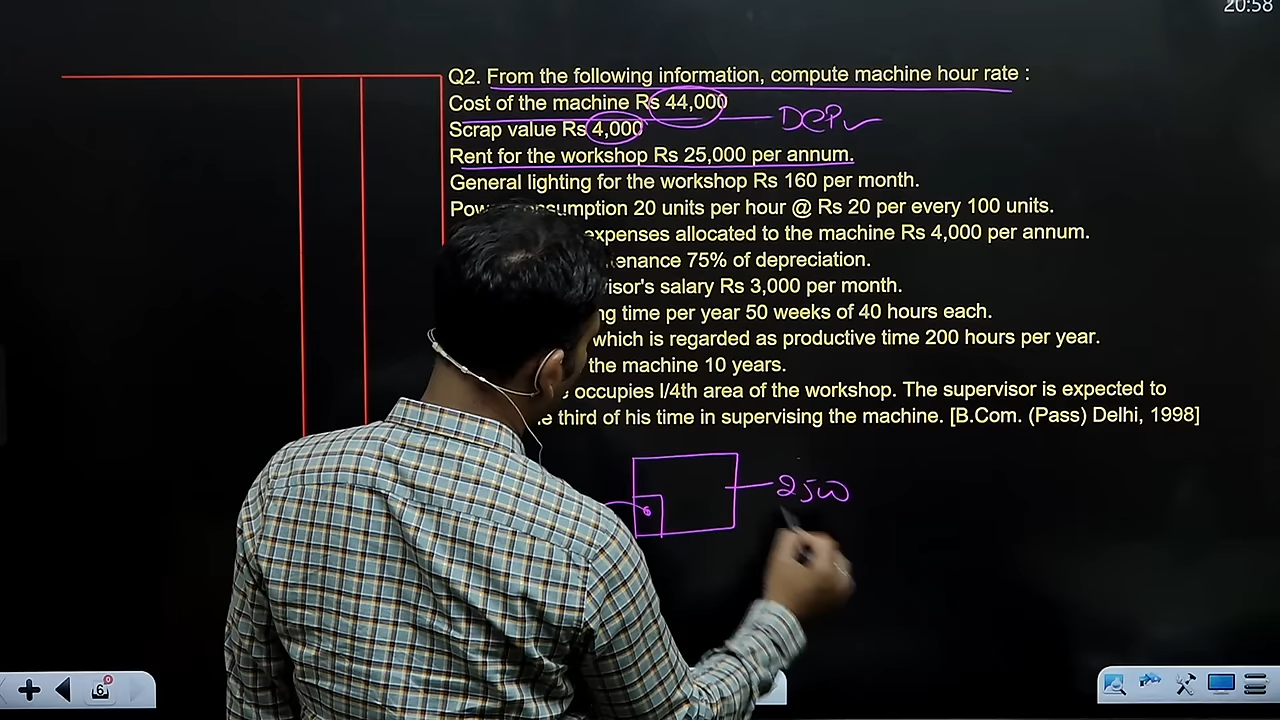 20:58
Q2. From the following information, compute machine hour rate :
Cost of the machine Rs 44,000
DEP
Scrap value Rs 4,000
Rent for the workshop Rs 25,000 per annum.
General lighting for the workshop Rs 160 per month.
consumption 20 units per hour @ Rs 20 per every 100 units.
expenses allocated to the machine Rs 4,000 per annum.
75% of depreciation.
salary Rs 3,000 per month.
time per year 50 weeks of 40 hours each.
which is regarded as productive time 200 hours per year.
the machine 10 years.
occupies l/4th area of the workshop. The supervisor is expected to
third of his time in supervising the machine. [B.Com. (Pass) Delhi, 1998]
6
0